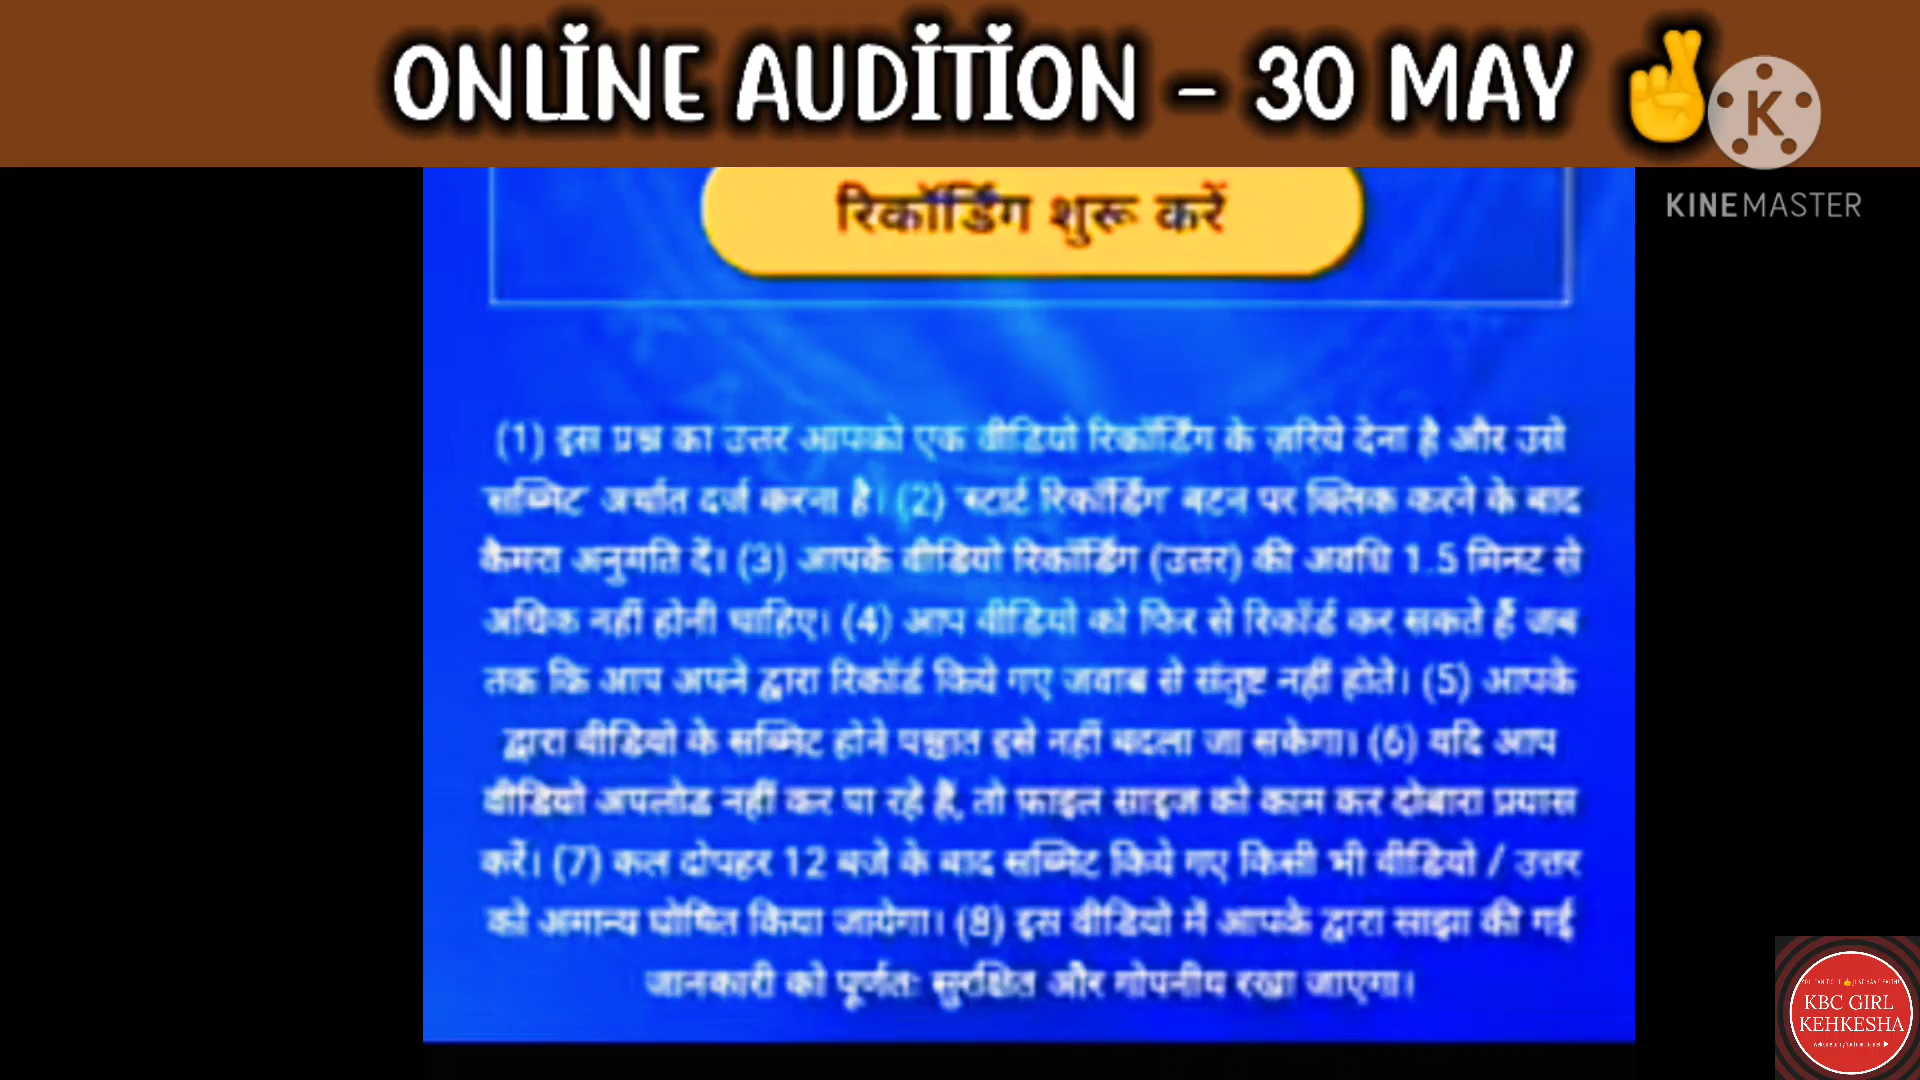 ONLINE AUDITION - 30 MAY
K
KINEMASTER
रिकॉर्डिंग शुरू करें
(1) इस प्रश्न का उत्तर आपको एक वीडियो रिकॉर्डिंग के ज़रिये देना है और उसे
'सब्मिट' अर्थात दर्ज करना है। (2) 'स्टार्ट रिकॉर्डिंग' बटन पर क्लिक करने के बाद
कैमरा अनुमति दें। (3) आपके वीडियो रिकॉर्डिंग (उत्तर) की अवधि 1.5 मिनट से
अधिक नहीं होनी चाहिए। (4) आप वीडियो को फिर से रिकॉर्ड कर सकते हैं जब
तक कि आप अपने द्वारा रिकॉर्ड किये गए जवाब से संतुष्ट नहीं होते। (5) आपके
द्वारा वीडियो के सब्मिट होने पश्चात इसे नहीं बदला जा सकेगा। (6) यदि आप
वीडियो अपलोड नहीं कर पा रहे हैं, तो फ़ाइल साइज को काम कर दोबारा प्रयास
करें। (7) कल दोपहर 12 बजे के बाद सब्मिट किये गए किसी भी वीडियो / उत्तर
को अमान्य घोषित किया जायेगा। (8) इस वीडियो में आपके द्वारा साझा की गई
जानकारी को पूर्णतः सुरक्षित और गोपनीय रखा जाएगा।
KBC GIRL
KEHKESHA